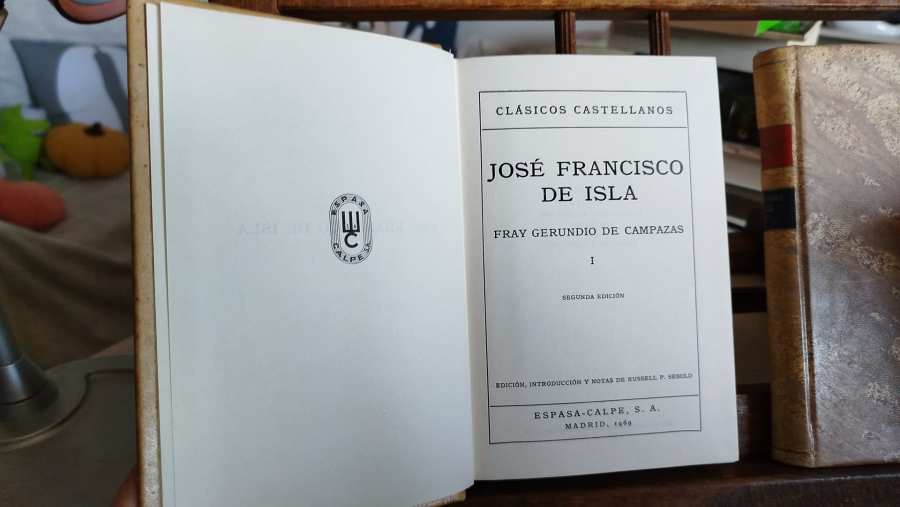 ESPASA
CALPE, S.A.
CLÁSICOS CASTELLANOS
JOSÉ FRANCISCO
DE ISLA
FRAY GERUNDIO DE CAMPAZAS
I
SEGUNDA EDICIÓN
EDICIÓN, INTRODUCCIÓN Y NOTAS DE RUSSELL P. SEBOLD
ESPASA-CALPE, S. A.
MADRID, 1969